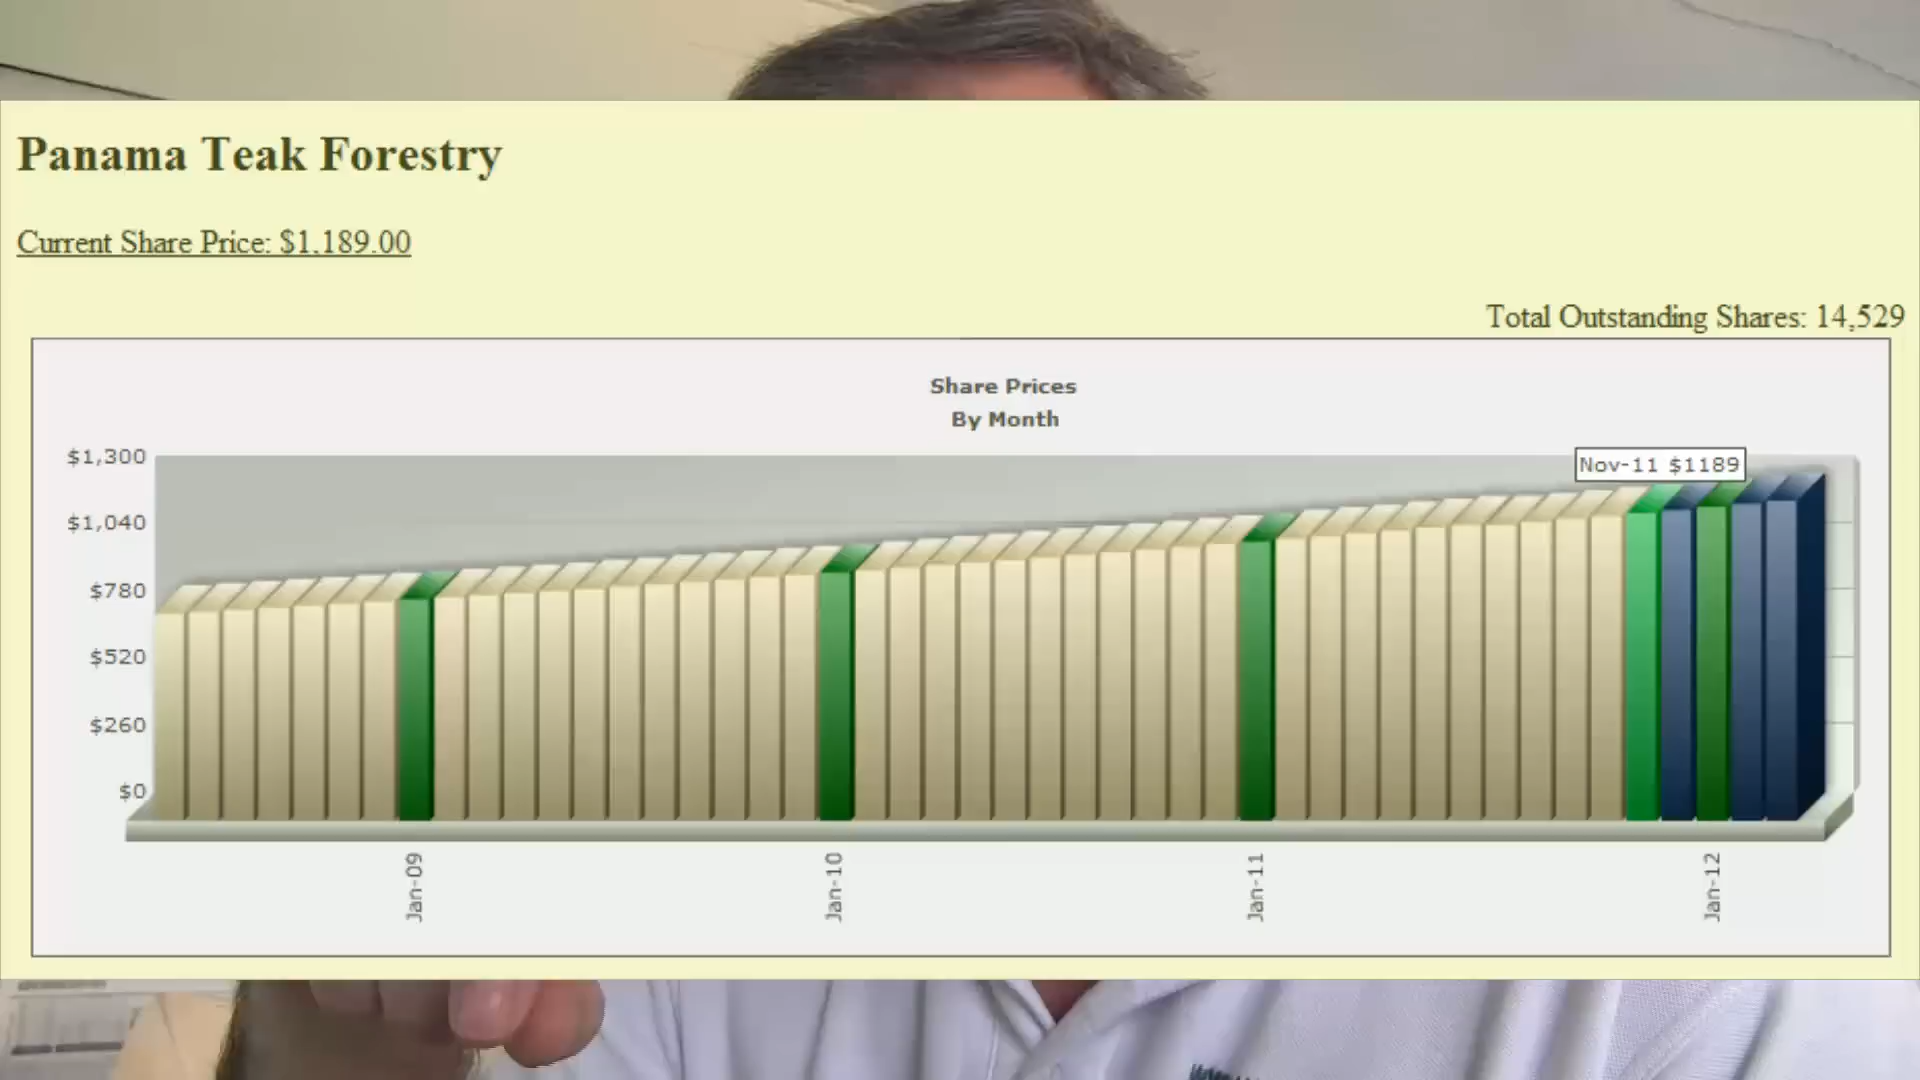 Panama Teak Forestry
Current Share Price: $1,189.00
Total Outstanding Shares: 14,529
Share Prices
By Month
$1,300
$1,040
$780
$520
$260
$0
Nov-11 $1189
Jan-09
Jan-10
Jan-11
Jan-12